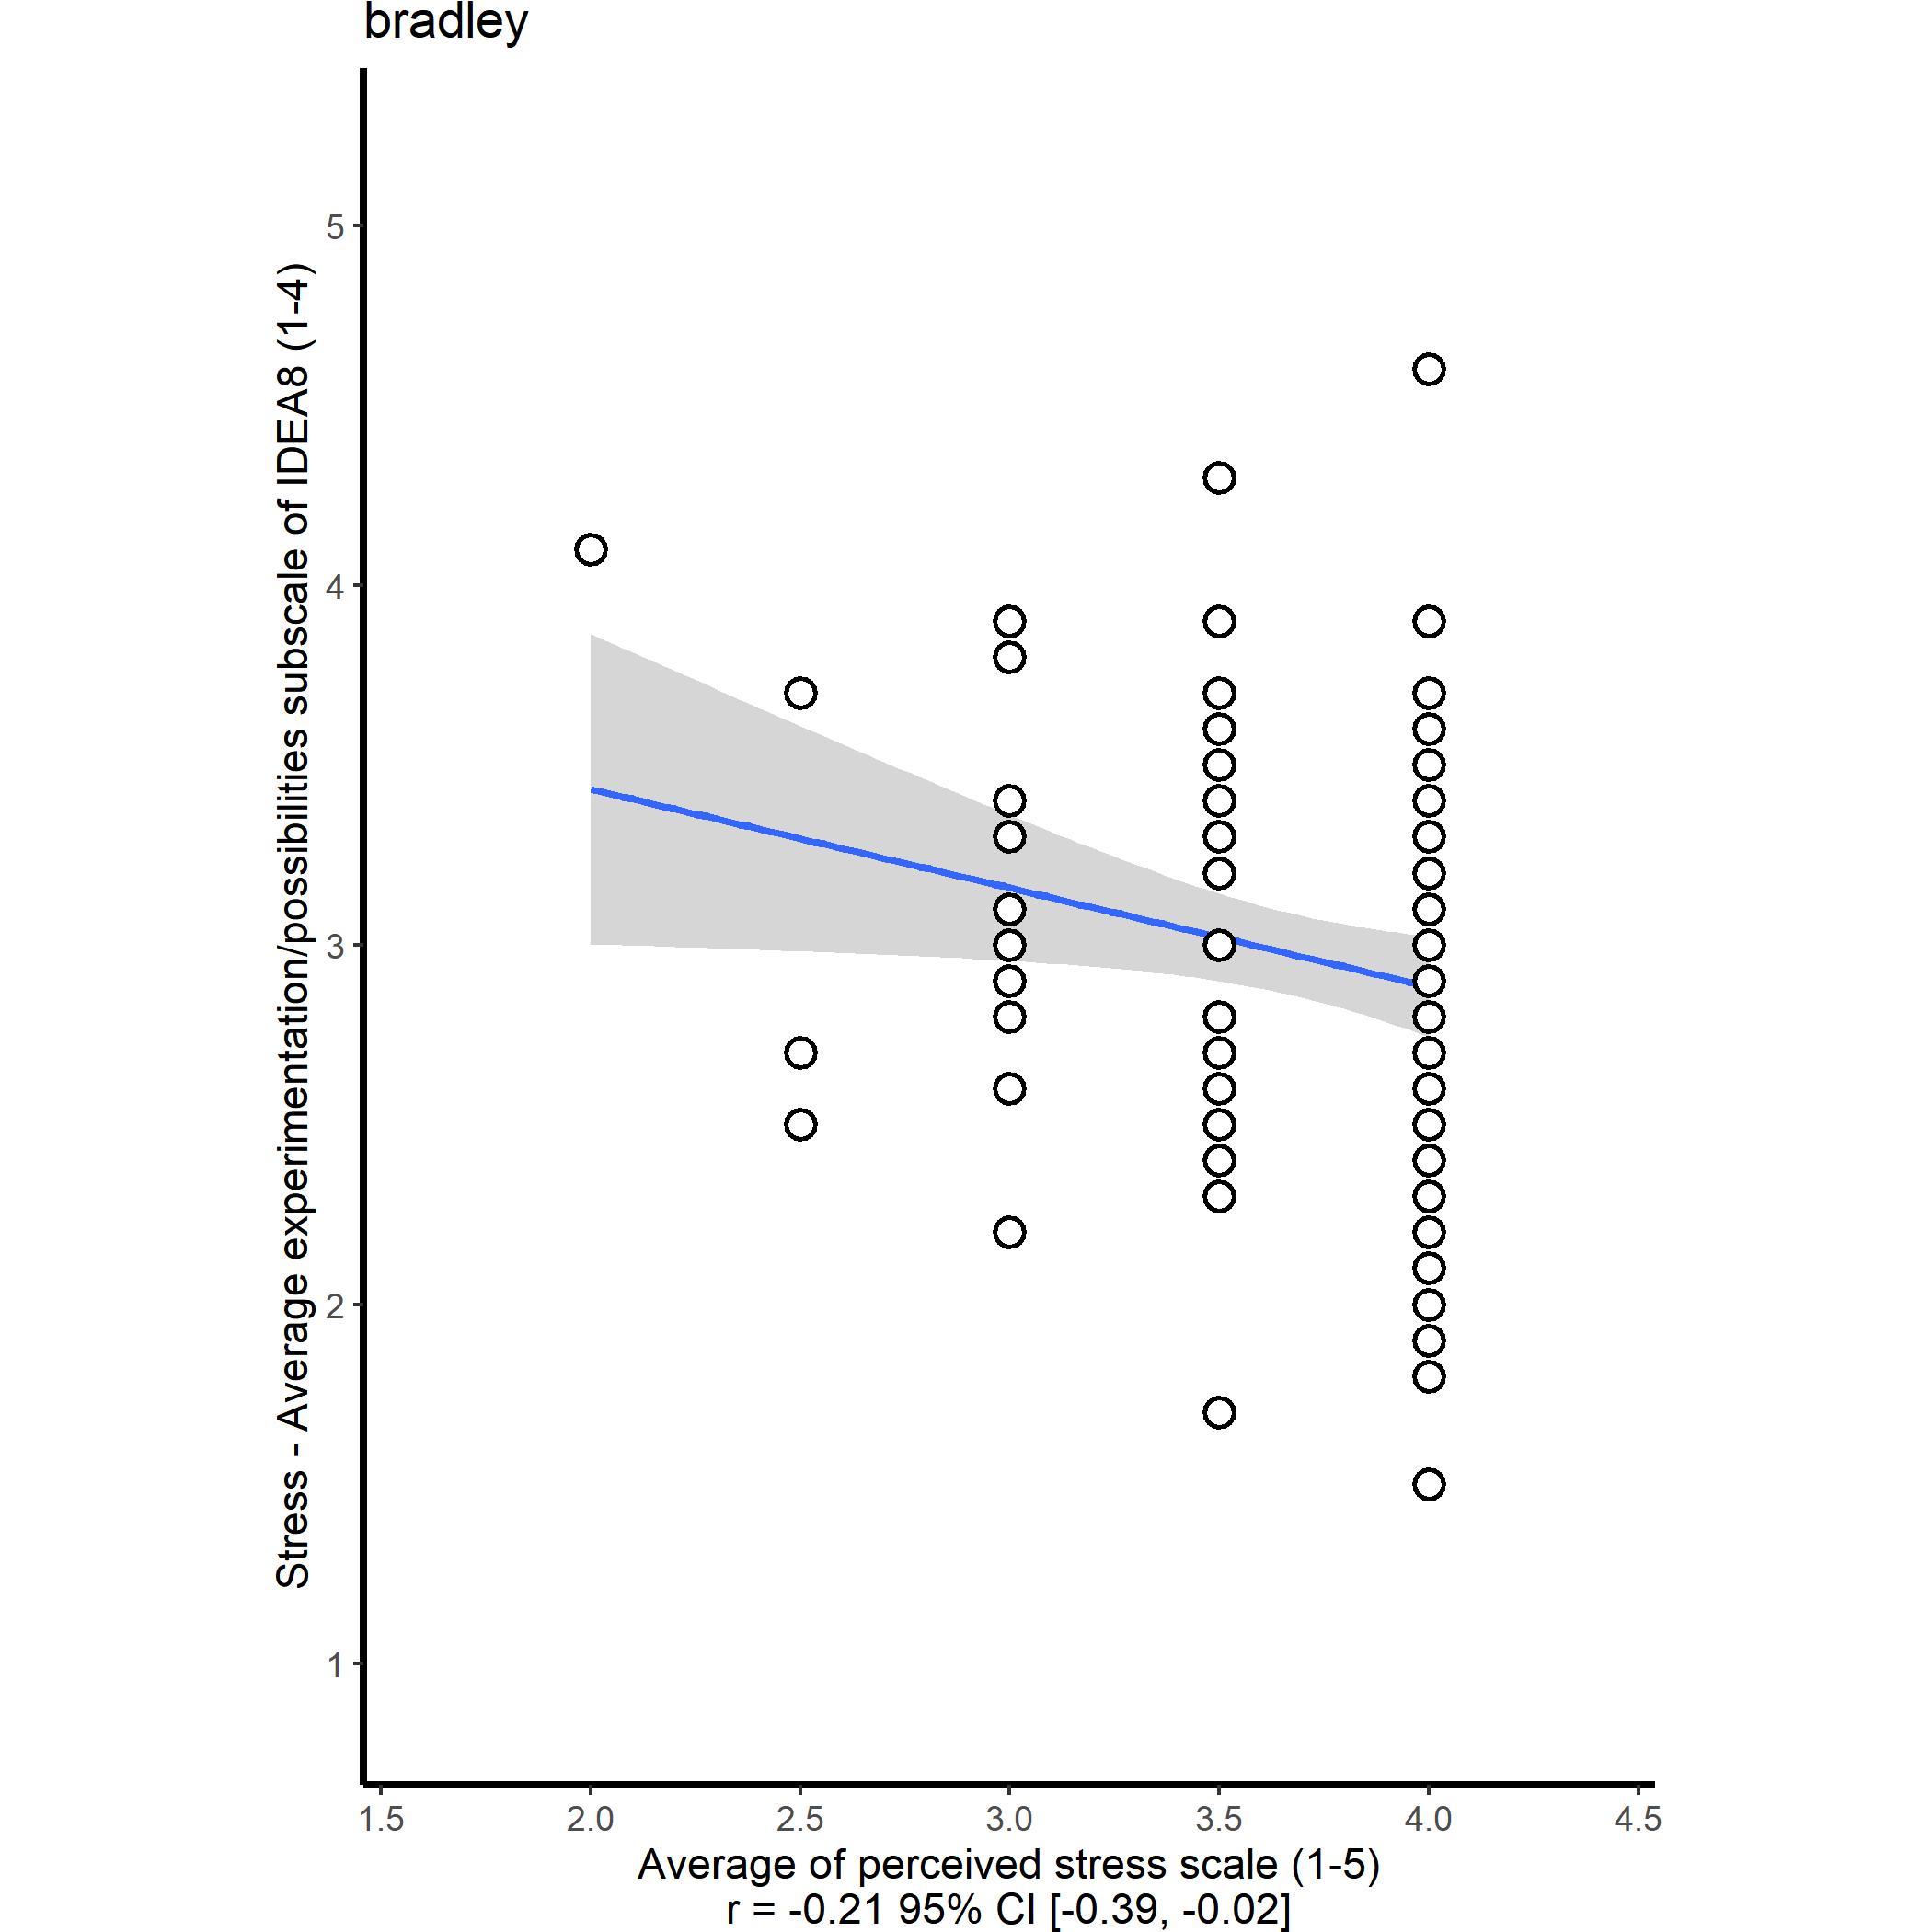 bradley
Stress - Average experimentation/possibilities subscale of IDEA8 (1-4)
5
4
3
2
1
1.5 2.0 2.5 3.0 3.5 4.0 4.5
Average of perceived stress scale (1-5)
r = -0.21 95% CI [-0.39, -0.02]